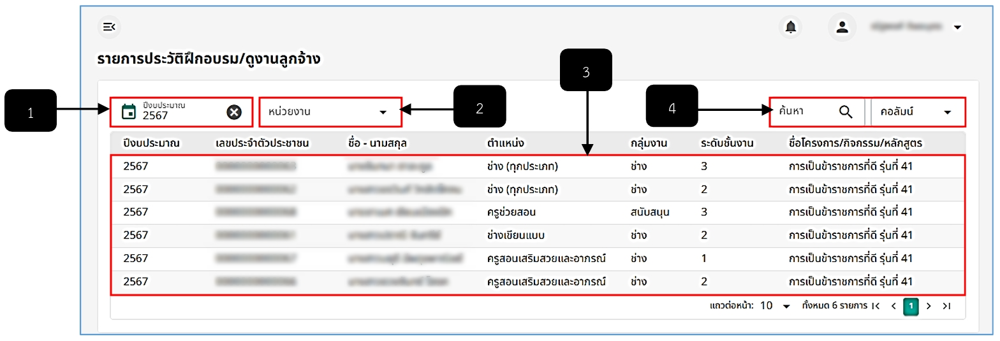 รายการประวัติฝึกอบรม/ดูงานลูกจ้าง
3
1
2
4
ปีงบประมาณ
2567
หน่วยงาน
ค้นหา
คอลัมน์
ปีงบประมาณ เลขประจำตัวประชาชน ชื่อ - นามสกุล ตำแหน่ง กลุ่มงาน ระดับชั้นงาน ชื่อโครงการ/กิจกรรม/หลักสูตร
2567 ช่าง (ทุกประเภท) ช่าง 3 การเป็นข้าราชการที่ดี รุ่นที่ 41
2567 ช่าง (ทุกประเภท) ช่าง 2 การเป็นข้าราชการที่ดี รุ่นที่ 41
2567 ครูช่วยสอน สนับสนุน 3 การเป็นข้าราชการที่ดี รุ่นที่ 41
2567 ช่างเขียนแบบ ช่าง 2 การเป็นข้าราชการที่ดี รุ่นที่ 41
2567 ครูสอนเสริมสวยและอาภรณ์ ช่าง 1 การเป็นข้าราชการที่ดี รุ่นที่ 41
2567 ครูสอนเสริมสวยและอาภรณ์ ช่าง 2 การเป็นข้าราชการที่ดี รุ่นที่ 41
แถวต่อหน้า: 10 ทั้งหมด 6 รายการ 1